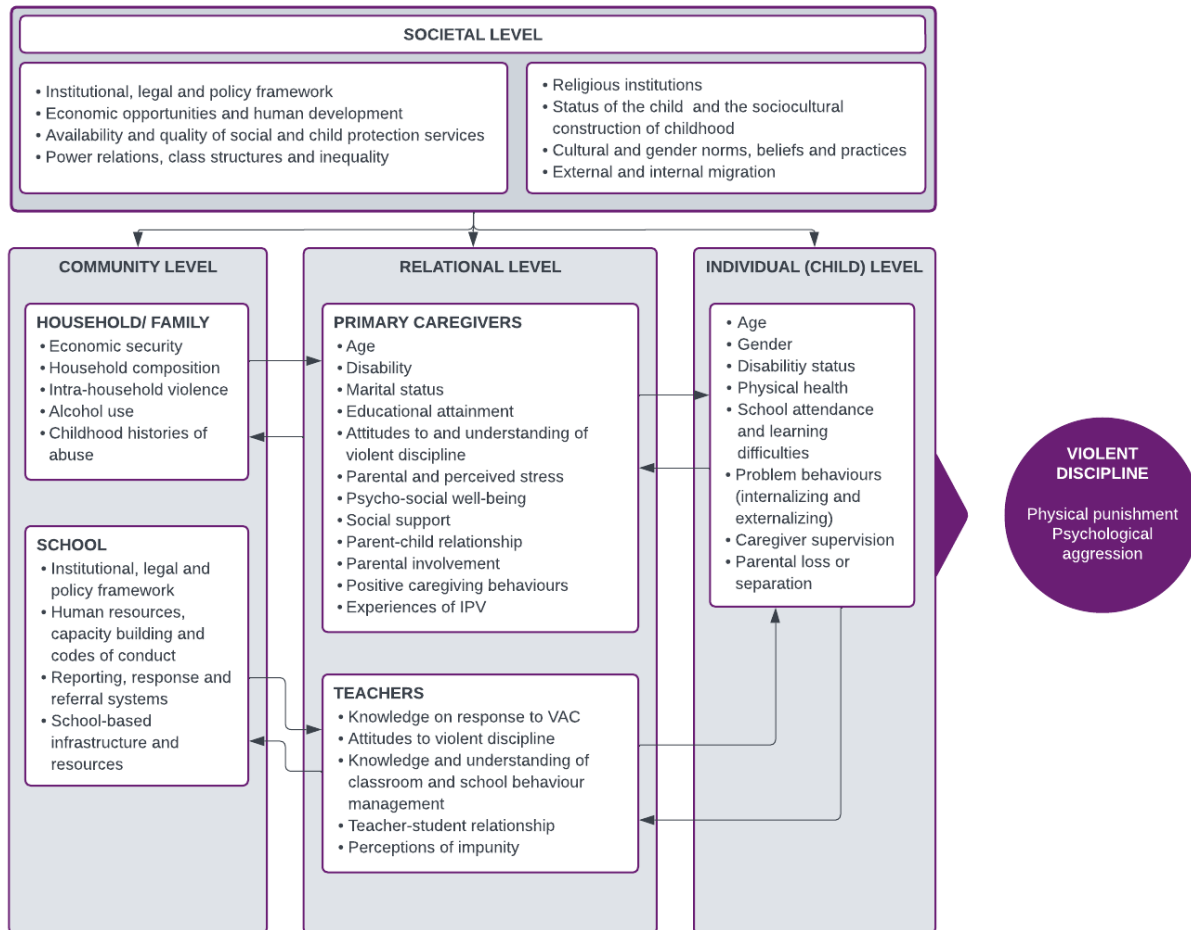 SOCIETAL LEVEL
• Institutional, legal and policy framework
• Economic opportunities and human development
• Availability and quality of social and child protection services
• Power relations, class structures and inequality
• Religious institutions
• Status of the child and the sociocultural
construction of childhood
• Cultural and gender norms, beliefs and practices
• External and internal migration
COMMUNITY LEVEL
HOUSEHOLD/ FAMILY
• Economic security
• Household composition
• Intra-household violence
• Alcohol use
• Childhood histories of
abuse
SCHOOL
• Institutional, legal and
policy framework
• Human resources,
capacity building and
codes of conduct
• Reporting, response and
referral systems
• School-based
infrastructure and
resources
RELATIONAL LEVEL
PRIMARY CAREGIVERS
• Age
• Disability
• Marital status
• Educational attainment
• Attitudes to and understanding of
violent discipline
• Parental and perceived stress
• Psycho-social well-being
• Social support
• Parent-child relationship
• Parental involvement
• Positive caregiving behaviours
• Experiences of IPV
TEACHERS
• Knowledge on response to VAC
• Attitudes to violent discipline
• Knowledge and understanding of
classroom and school behaviour
management
• Teacher-student relationship
• Perceptions of impunity
INDIVIDUAL (CHILD) LEVEL
• Age
• Gender
• Disabilitiy status
• Physical health
• School attendance
and learning
difficulties
• Problem behaviours
(internalizing and
externalizing)
• Caregiver supervision
• Parental loss or
separation
VIOLENT
DISCIPLINE
Physical punishment
Psychological
aggression